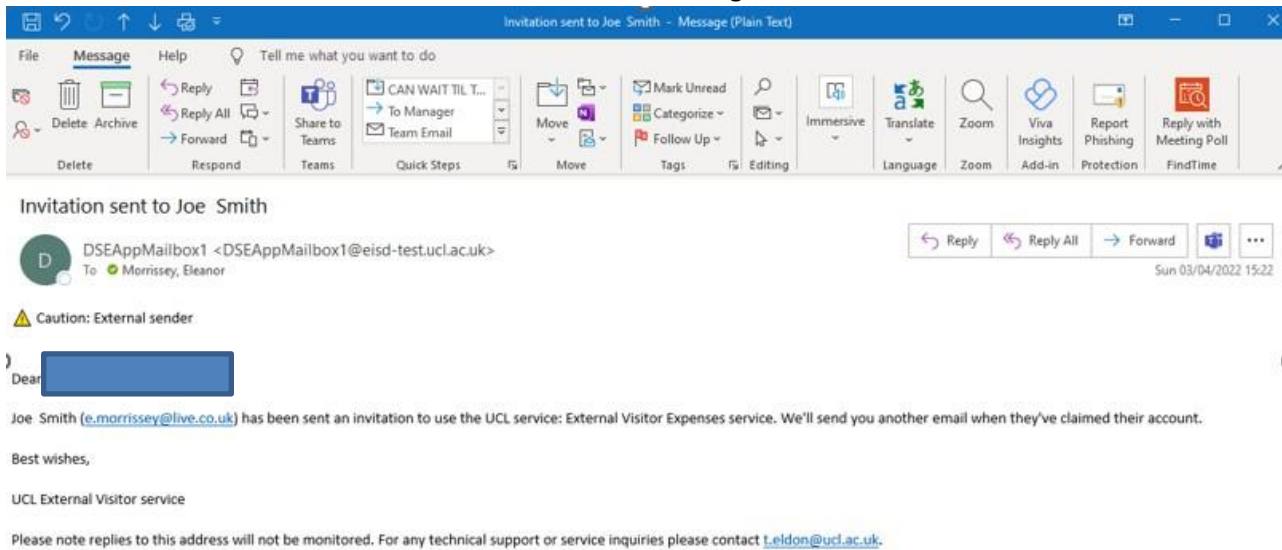 Invitation sent to Joe Smith - Message (Plain Text)
File Message Help Tell me what you want to do
Delete Archive
Reply
Reply All
Forward
Share to Teams
CAN WAIT TIL T...
To Manager
Team Email
Move
Mark Unread
Categorize
Follow Up
Immersive
Translate
Zoom
Viva Insights
Report Phishing
Reply with Meeting Poll
Delete Respond Teams Quick Steps Move Tags Editing Language Zoom Add-in Protection FindTime
Invitation sent to Joe Smith
D
DSEAppMailbox1 <DSEAppMailbox1@eisd-test.ucl.ac.uk>
To Morrissey, Eleanor
Reply Reply All Forward
Sun 03/04/2022 15:22
Caution: External sender
Dear
Joe Smith (e.morrissey@live.co.uk) has been sent an invitation to use the UCL service: External Visitor Expenses service. We'll send you another email when they've claimed their account.
Best wishes,
UCL External Visitor service
Please note replies to this address will not be monitored. For any technical support or service inquiries please contact t.eldon@ucl.ac.uk.